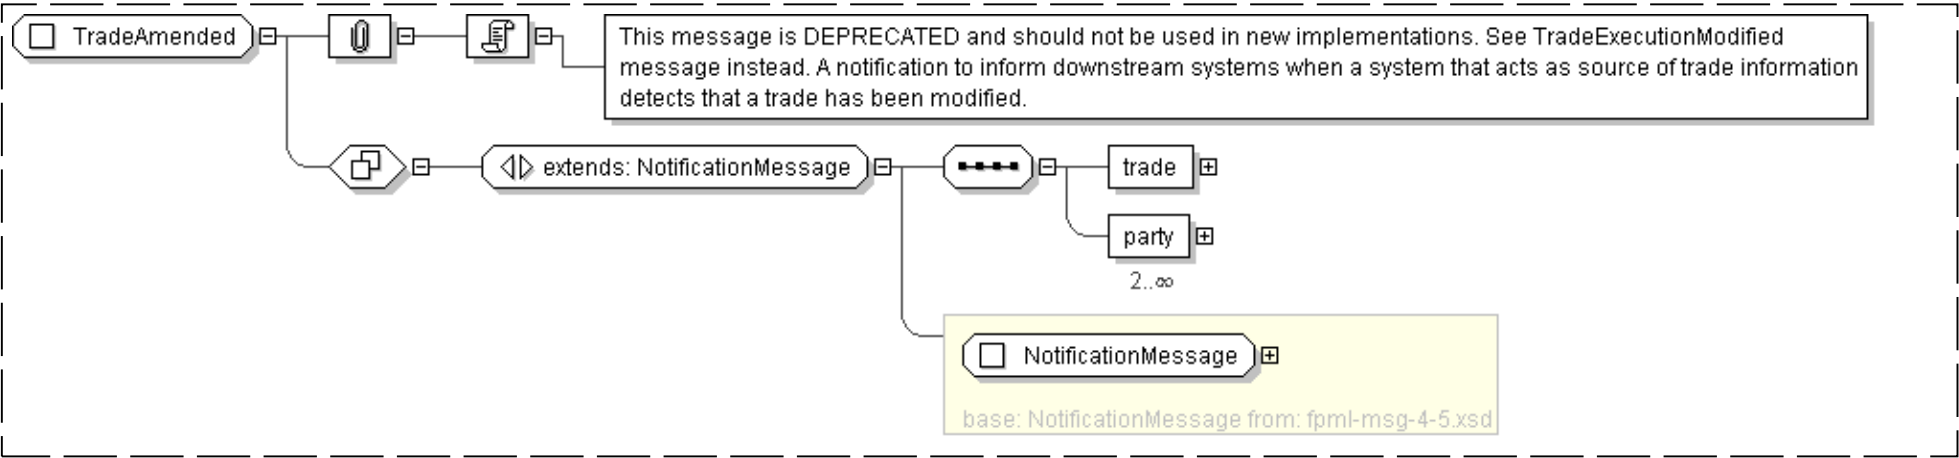 TradeAmended
This message is DEPRECATED and should not be used in new implementations. See TradeExecutionModified
message instead. A notification to inform downstream systems when a system that acts as source of trade information
detects that a trade has been modified.
extends: NotificationMessage
trade
party
2..∞
NotificationMessage
base: NotificationMessage from: fpml-msg-4-5.xsd